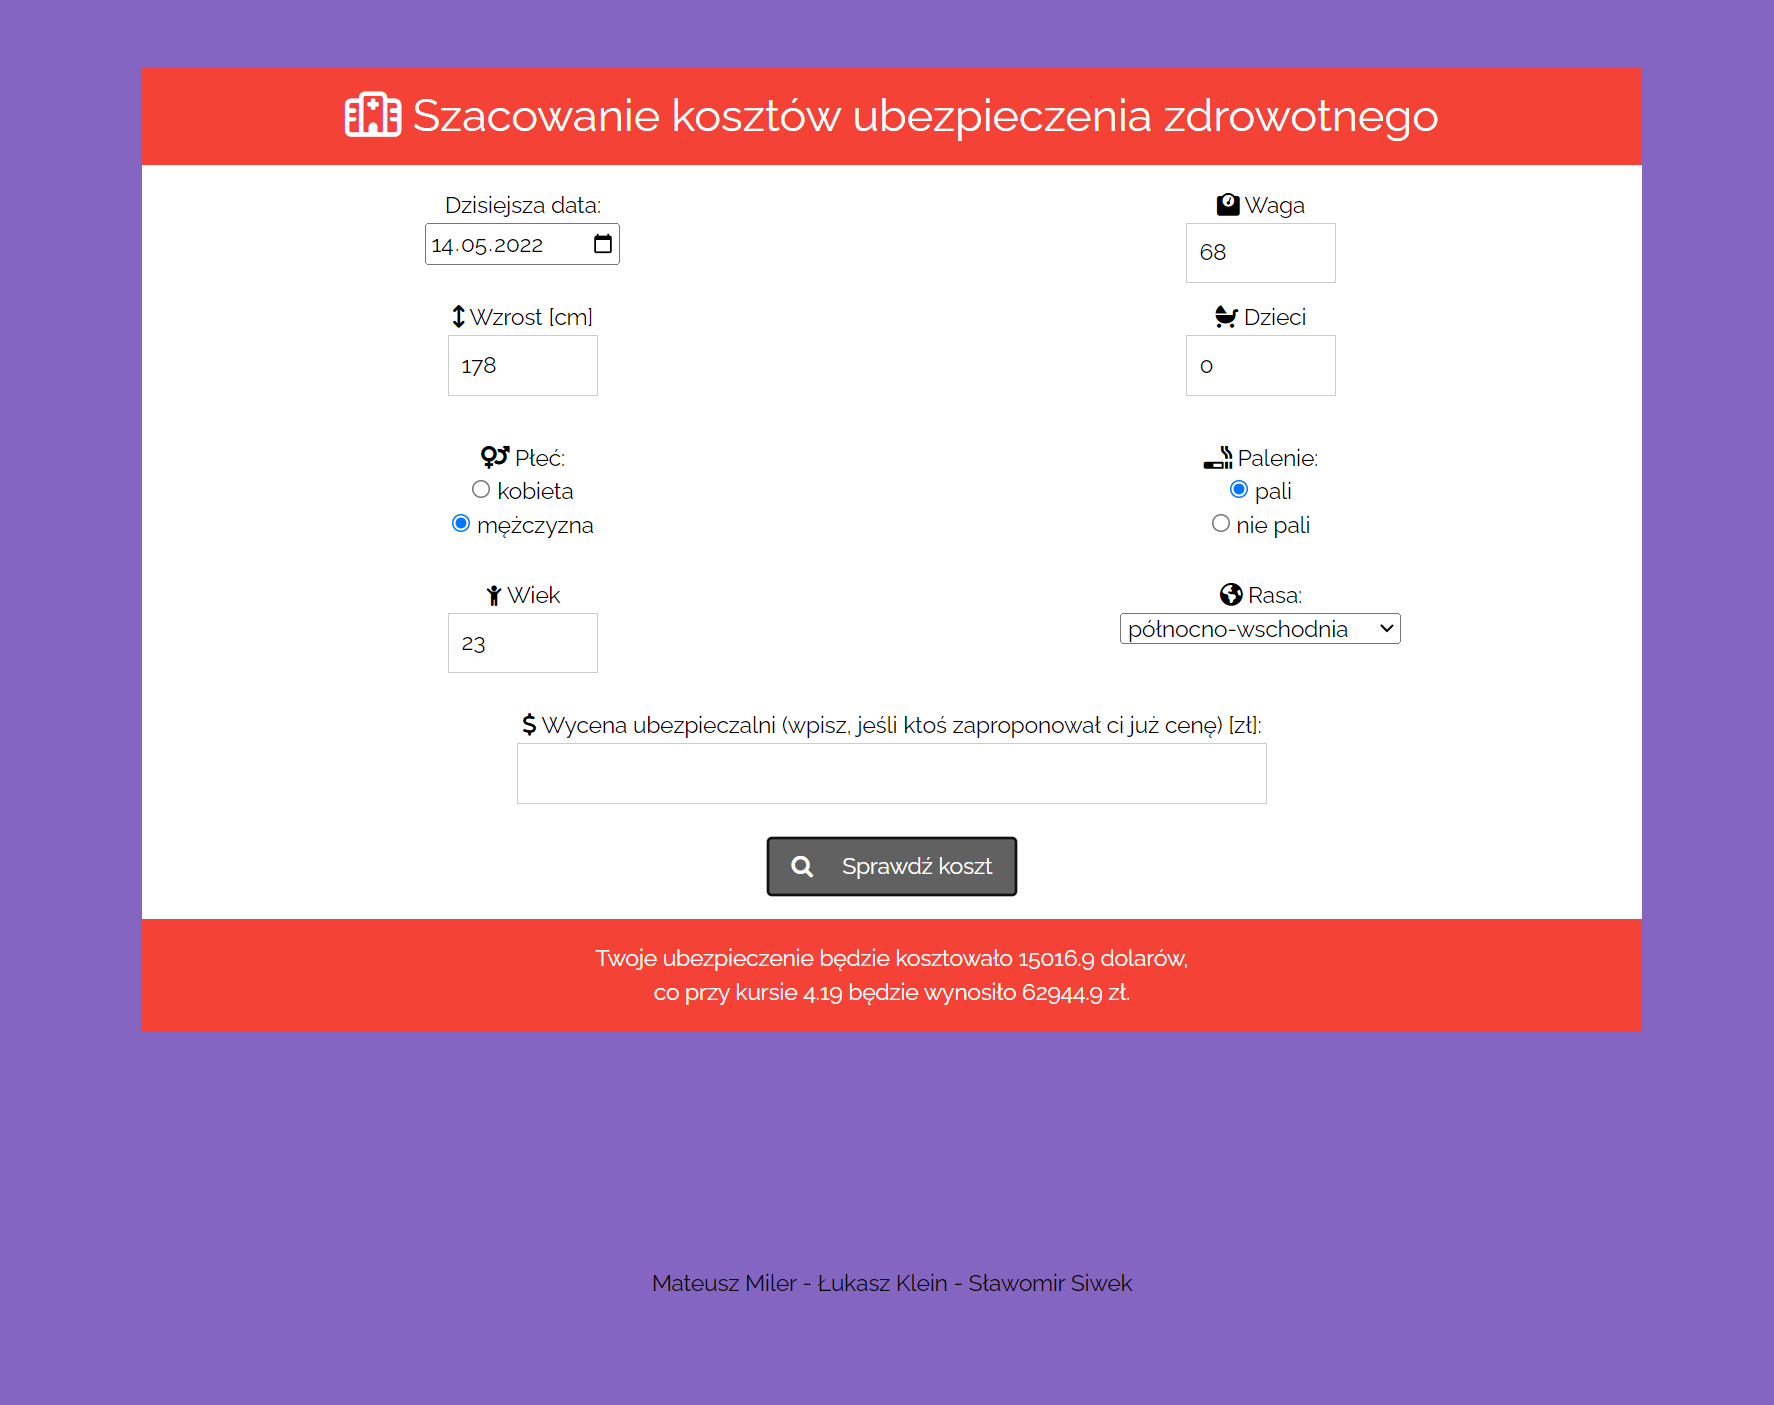 Szacowanie kosztów ubezpieczenia zdrowotnego
Dzisiejsza data:
14.05.2022
Waga
68
Wzrost [cm]
178
Dzieci
0
Płeć:
kobieta
mężczyzna
Palenie:
pali
nie pali
Wiek
23
Rasa:
północno-wschodnia
Wycena ubezpieczalni (wpisz, jeśli ktoś zaproponował ci już cenę) [zł]:
Sprawdź koszt
Twoje ubezpieczenie będzie kosztowało 15016.9 dolarów,
co przy kursie 4.19 będzie wynosiło 62944.9 zł.
Mateusz Miler - Łukasz Klein - Sławomir Siwek